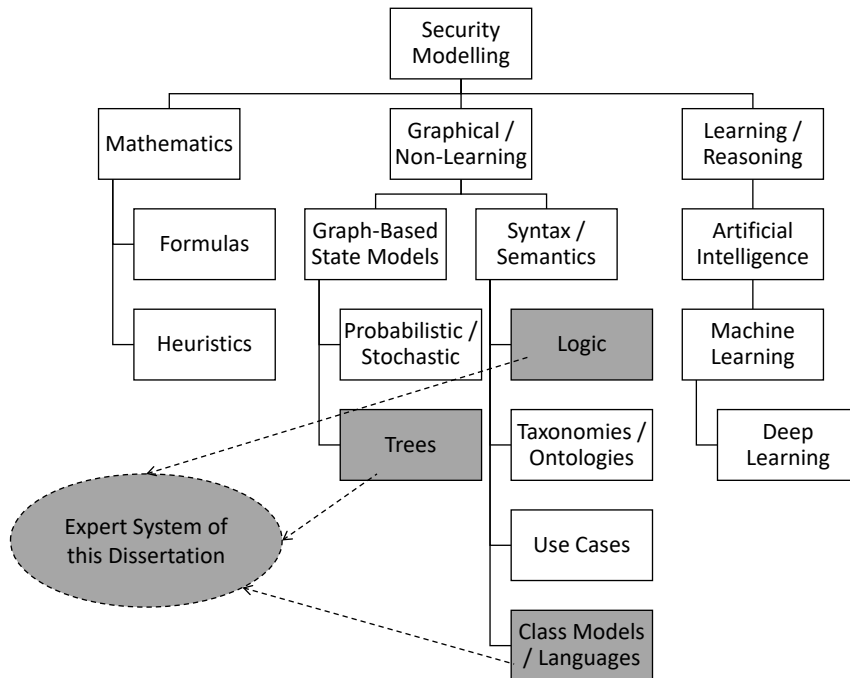 Security
Modelling
Mathematics
Graphical /
Non-Learning
Learning /
Reasoning
Formulas
Graph-Based
State Models
Syntax /
Semantics
Artificial
Intelligence
Heuristics
Probabilistic /
Stochastic
Logic
Machine
Learning
Trees
Taxonomies /
Ontologies
Deep
Learning
Expert System of
this Dissertation
Use Cases
Class Models
/ Languages